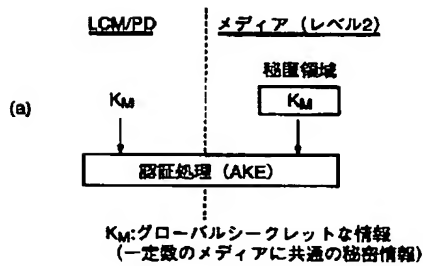 LCM/PD メディア（レベル2）
秘匿領域
(a) KM KM
認証処理（AKE）
KM:グローバルシークレットな情報
（一定数のメディアに共通の秘密情報）